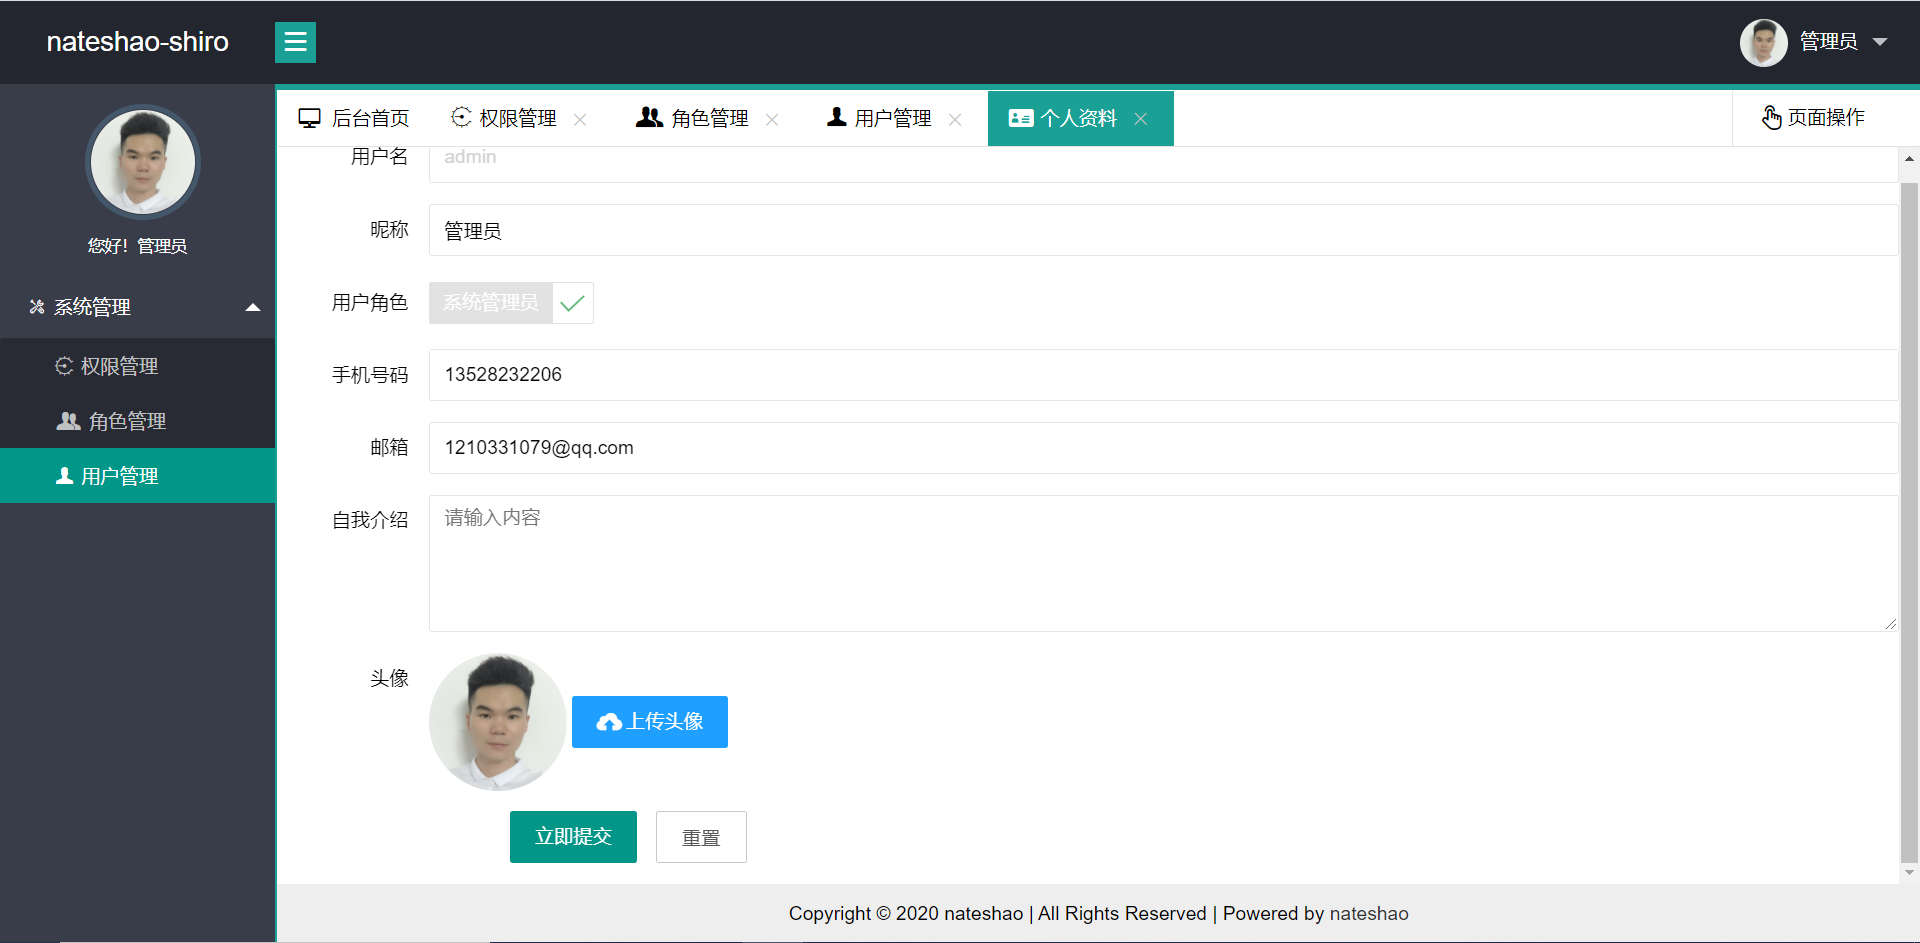 nateshao-shiro
管理员
您好！管理员
系统管理
权限管理
角色管理
用户管理
后台首页
权限管理
角色管理
用户管理
个人资料
页面操作
用户名
admin
昵称
管理员
用户角色
系统管理员
手机号码
13528232206
邮箱
1210331079@qq.com
自我介绍
请输入内容
头像
上传头像
立即提交
重置
Copyright © 2020 nateshao | All Rights Reserved | Powered by nateshao